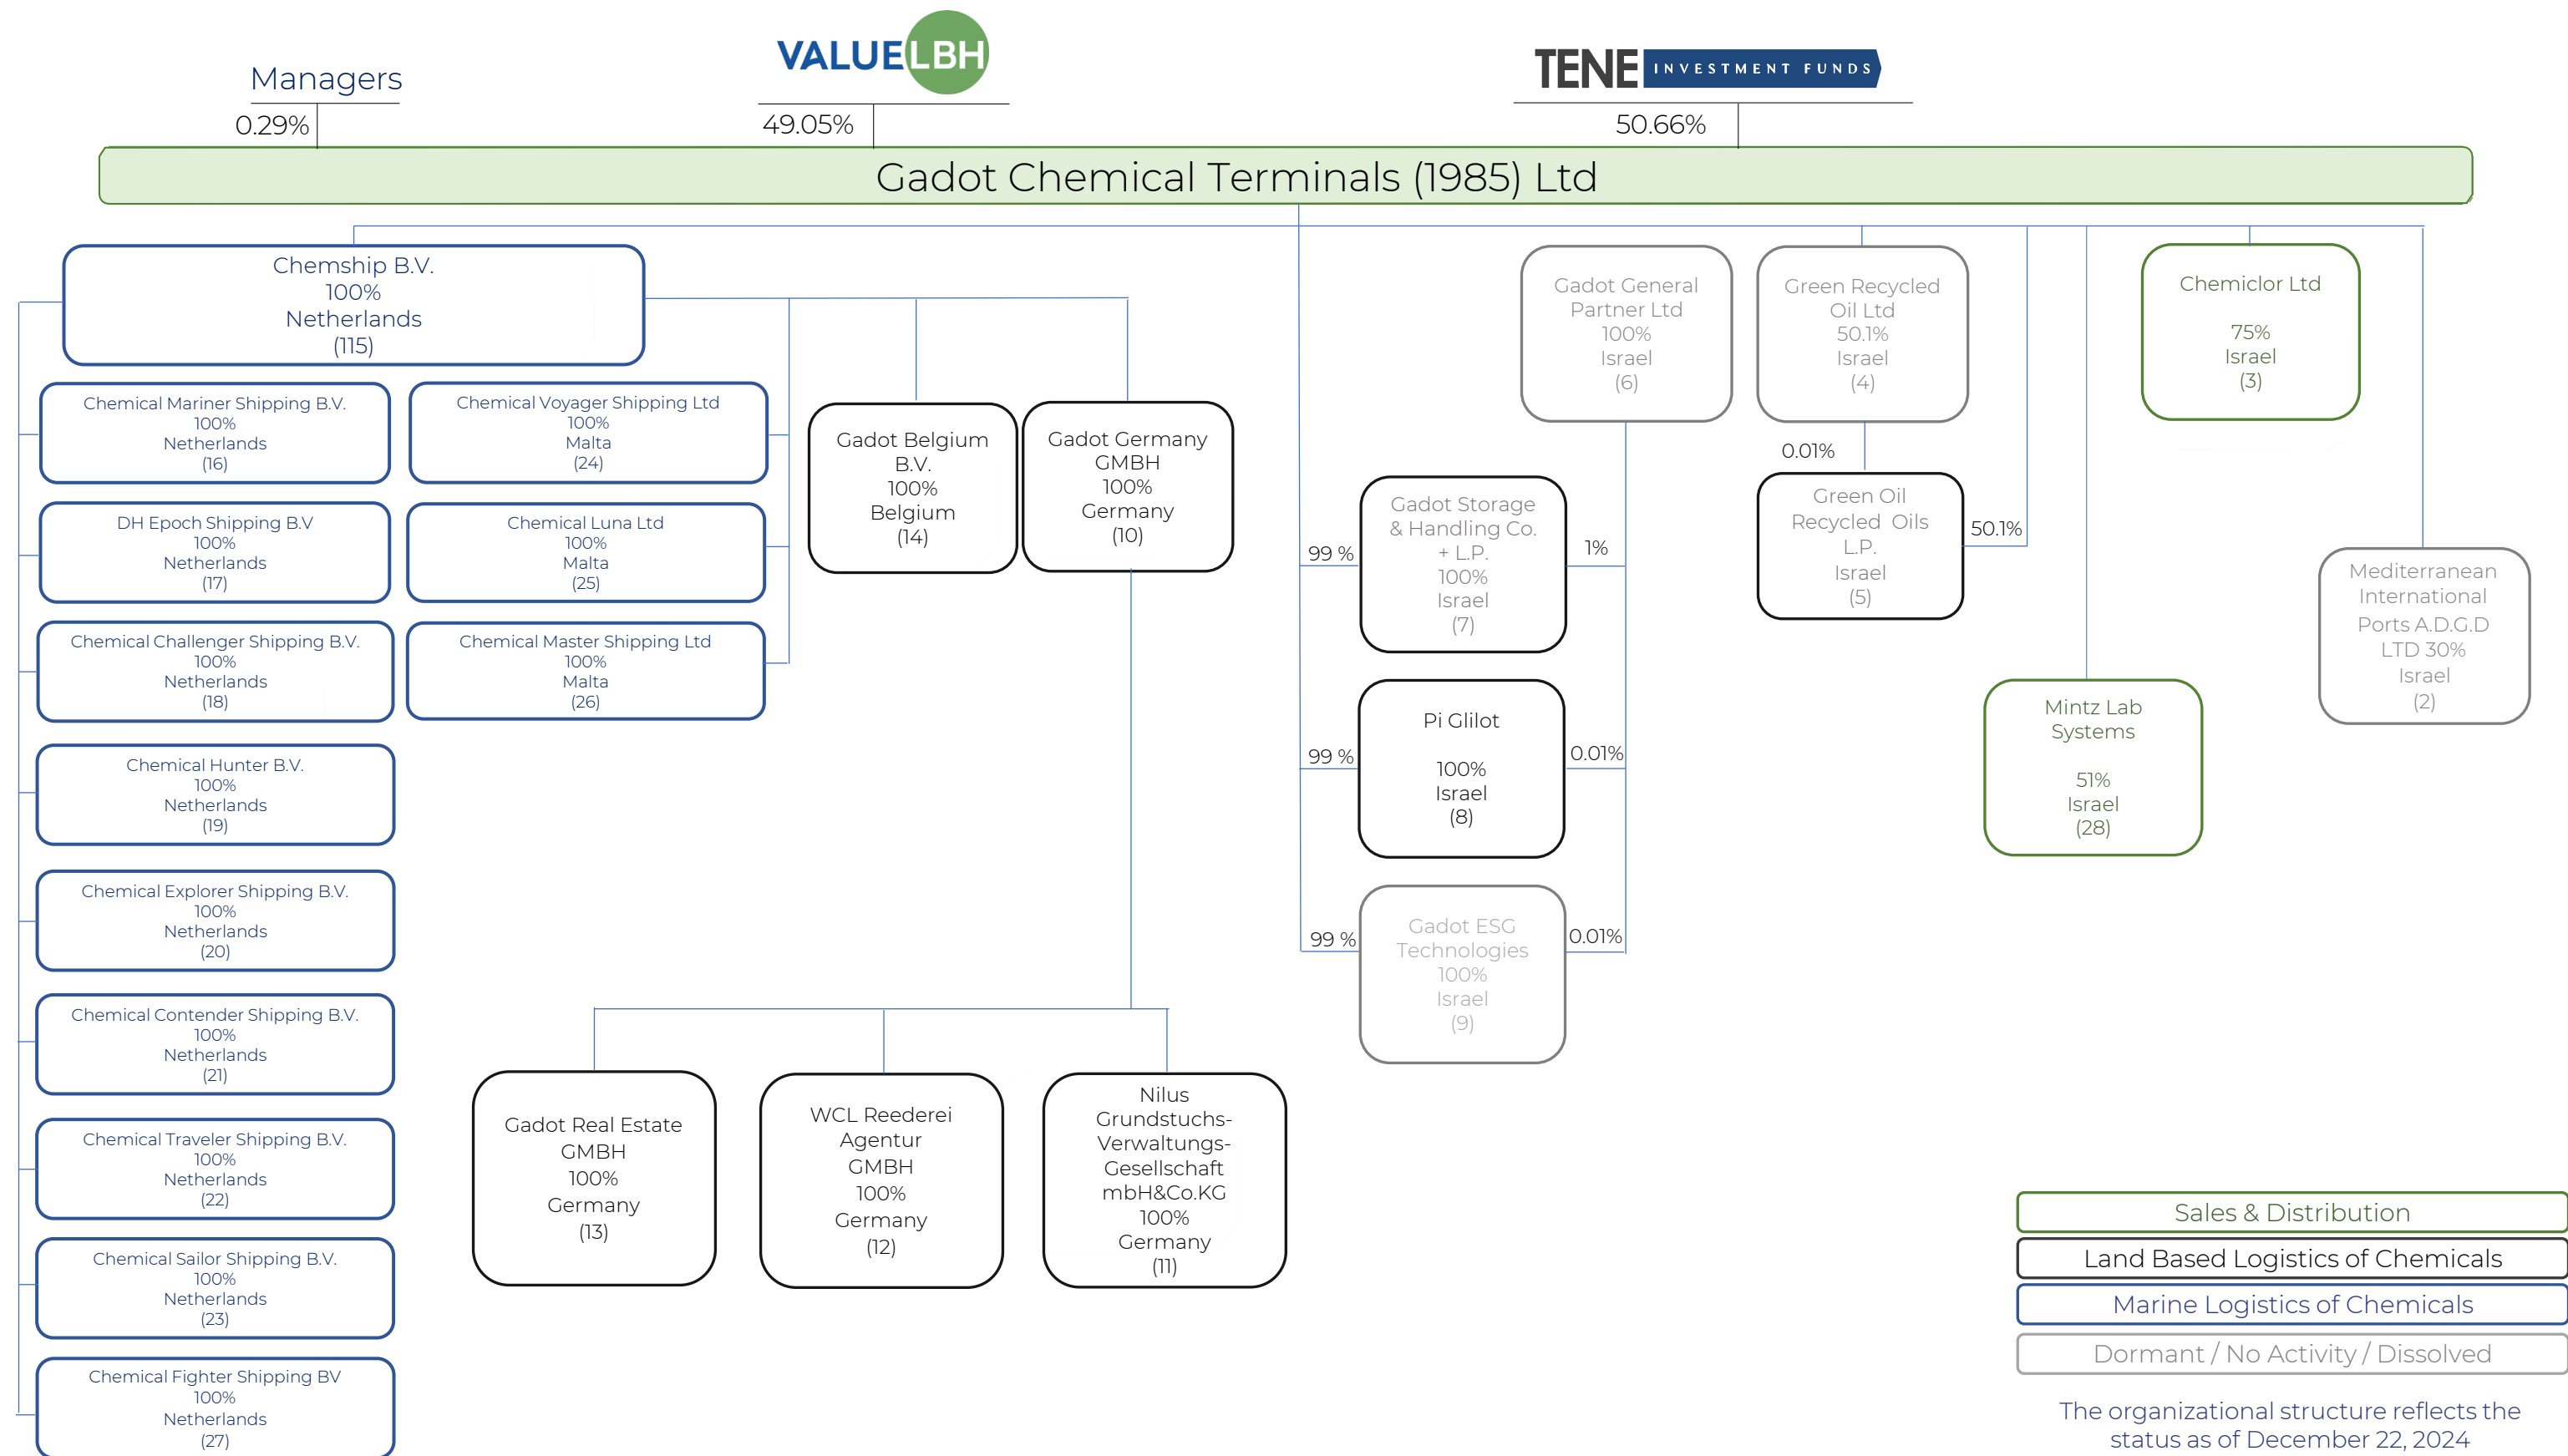 Managers
VALUE LBH
TENE INVESTMENT FUNDS
0.29%
49.05%
50.66%
Gadot Chemical Terminals (1985) Ltd
Chemship B.V.
100%
Netherlands
(115)
Chemical Mariner Shipping B.V.
100%
Netherlands
(16)
DH Epoch Shipping B.V
100%
Netherlands
(17)
Chemical Challenger Shipping B.V.
100%
Netherlands
(18)
Chemical Hunter B.V.
100%
Netherlands
(19)
Chemical Explorer Shipping B.V.
100%
Netherlands
(20)
Chemical Contender Shipping B.V.
100%
Netherlands
(21)
Chemical Traveler Shipping B.V.
100%
Netherlands
(22)
Chemical Sailor Shipping B.V.
100%
Netherlands
(23)
Chemical Fighter Shipping BV
100%
Netherlands
(27)
Chemical Voyager Shipping Ltd
100%
Malta
(24)
Chemical Luna Ltd
100%
Malta
(25)
Chemical Master Shipping Ltd
100%
Malta
(26)
Gadot Belgium
B.V.
100%
Belgium
(14)
Gadot Germany
GMBH
100%
Germany
(10)
Gadot Real Estate
GMBH
100%
Germany
(13)
WCL Reederei
Agentur
GMBH
100%
Germany
(12)
Nilus
Grundstuchs-
Verwaltungs-
Gesellschaft
mbH&Co.KG
100%
Germany
(11)
Gadot General
Partner Ltd
100%
Israel
(6)
99 %
Gadot Storage
& Handling Co.
+ L.P.
100%
Israel
(7)
1%
99 %
Pi Glilot
100%
Israel
(8)
0.01%
99 %
Gadot ESG
Technologies
100%
Israel
(9)
0.01%
Green Recycled
Oil Ltd
50.1%
Israel
(4)
0.01%
Green Oil
Recycled Oils
L.P.
Israel
(5)
50.1%
Chemiclor Ltd
75%
Israel
(3)
Mintz Lab
Systems
51%
Israel
(28)
Mediterranean
International
Ports A.D.G.D
LTD 30%
Israel
(2)
Sales & Distribution
Land Based Logistics of Chemicals
Marine Logistics of Chemicals
Dormant / No Activity / Dissolved
The organizational structure reflects the
status as of December 22, 2024